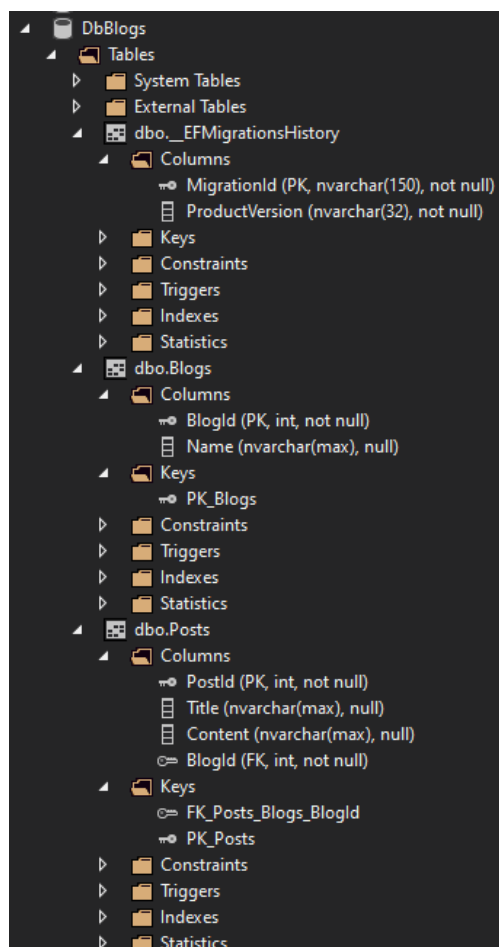 DbBlogs
Tables
System Tables
External Tables
dbo.__EFMigrationsHistory
Columns
MigrationId (PK, nvarchar(150), not null)
ProductVersion (nvarchar(32), not null)
Keys
Constraints
Triggers
Indexes
Statistics
dbo.Blogs
Columns
BlogId (PK, int, not null)
Name (nvarchar(max), null)
Keys
PK_Blogs
Constraints
Triggers
Indexes
Statistics
dbo.Posts
Columns
PostId (PK, int, not null)
Title (nvarchar(max), null)
Content (nvarchar(max), null)
BlogId (FK, int, not null)
Keys
FK_Posts_Blogs_BlogId
PK_Posts
Constraints
Triggers
Indexes
Statistics